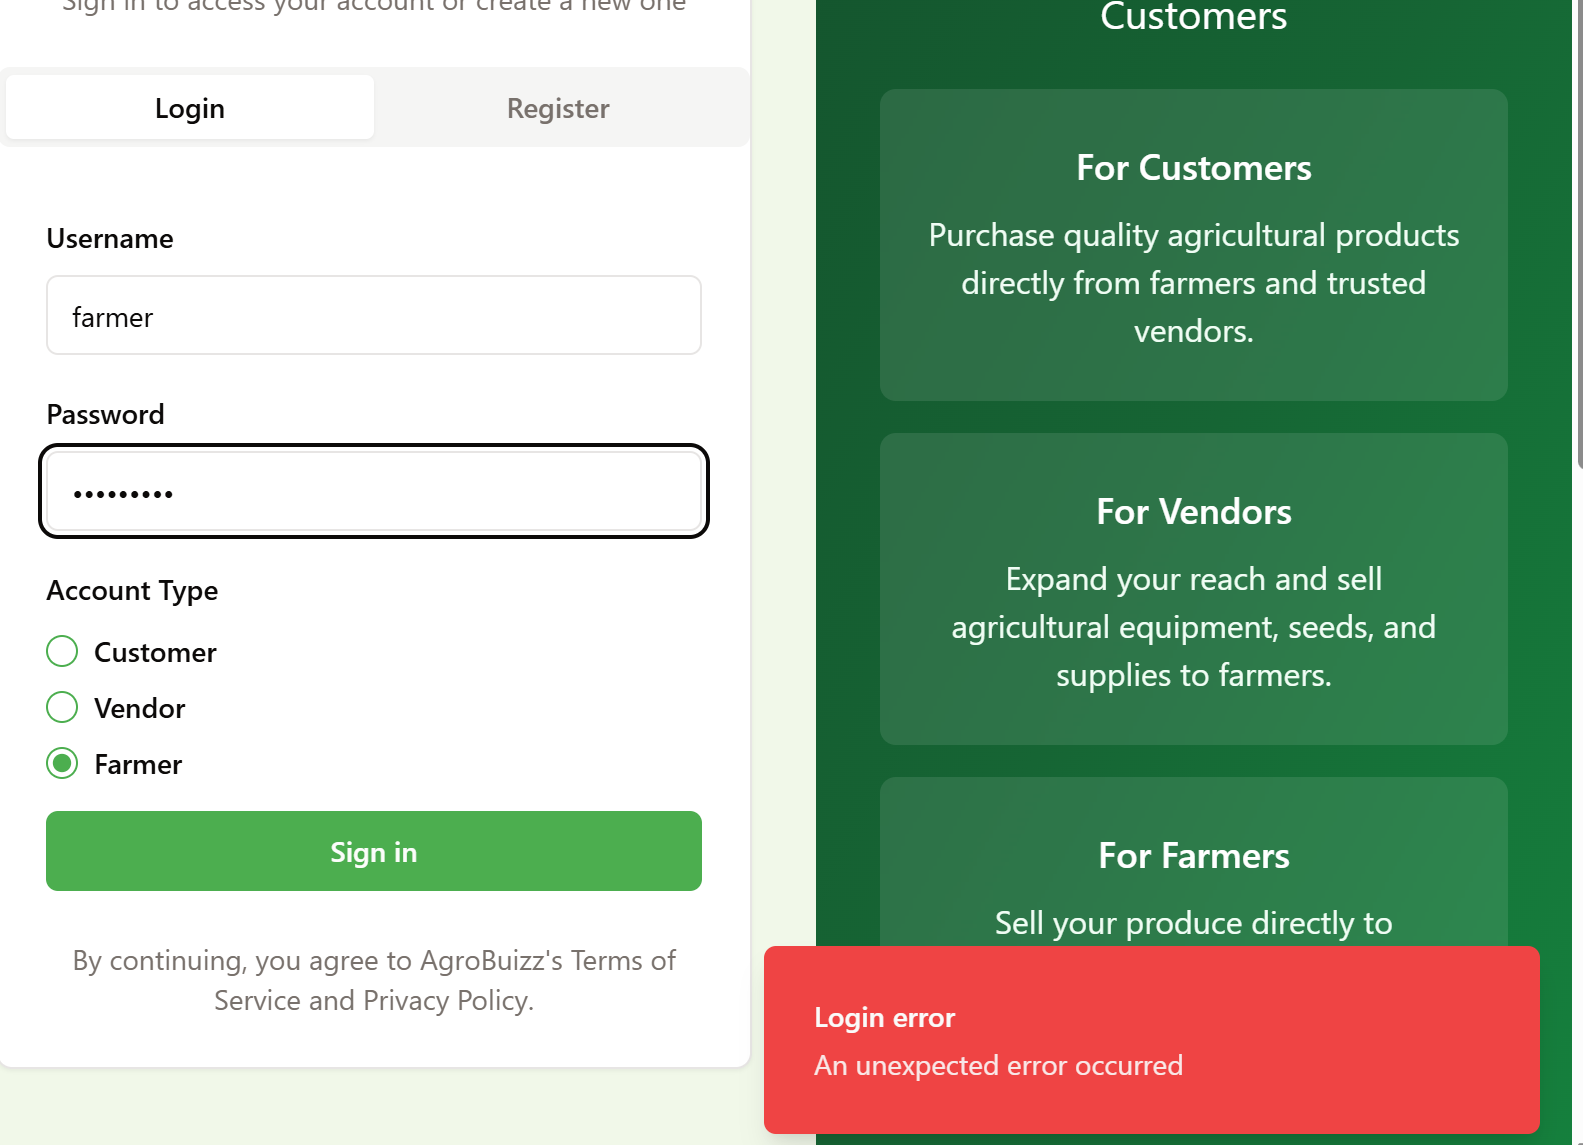 Sign in to access your account or create a new one
Login
Register
Username
farmer
Password
•••••••••
Account Type
Customer
Vendor
Farmer
Sign in
By continuing, you agree to AgroBuizz's Terms of
Service and Privacy Policy.
Customers
For Customers
Purchase quality agricultural products
directly from farmers and trusted
vendors.
For Vendors
Expand your reach and sell
agricultural equipment, seeds, and
supplies to farmers.
For Farmers
Sell your produce directly to
Login error
An unexpected error occurred